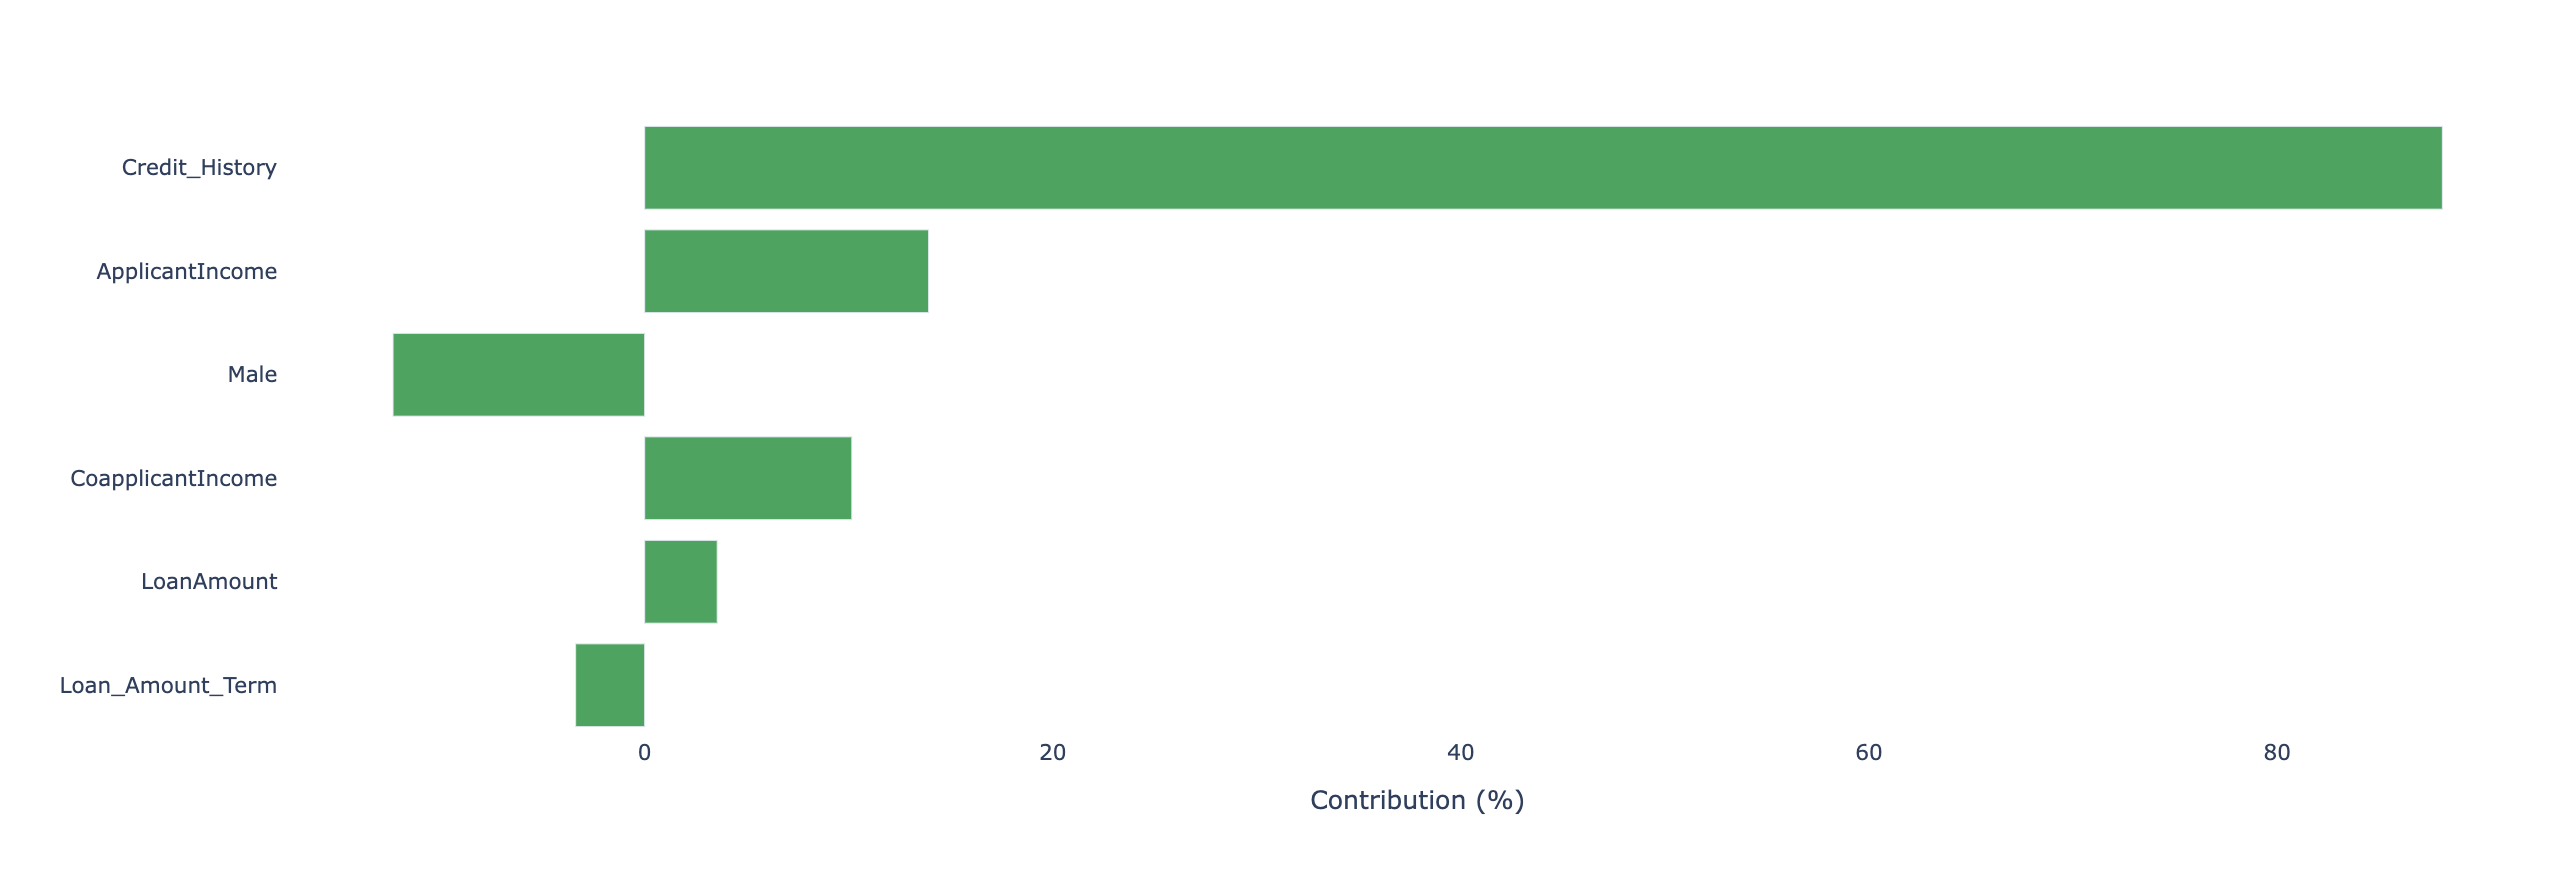 Credit_History
ApplicantIncome
Male
CoapplicantIncome
LoanAmount
Loan_Amount_Term
0 20 40 60 80
Contribution (%)